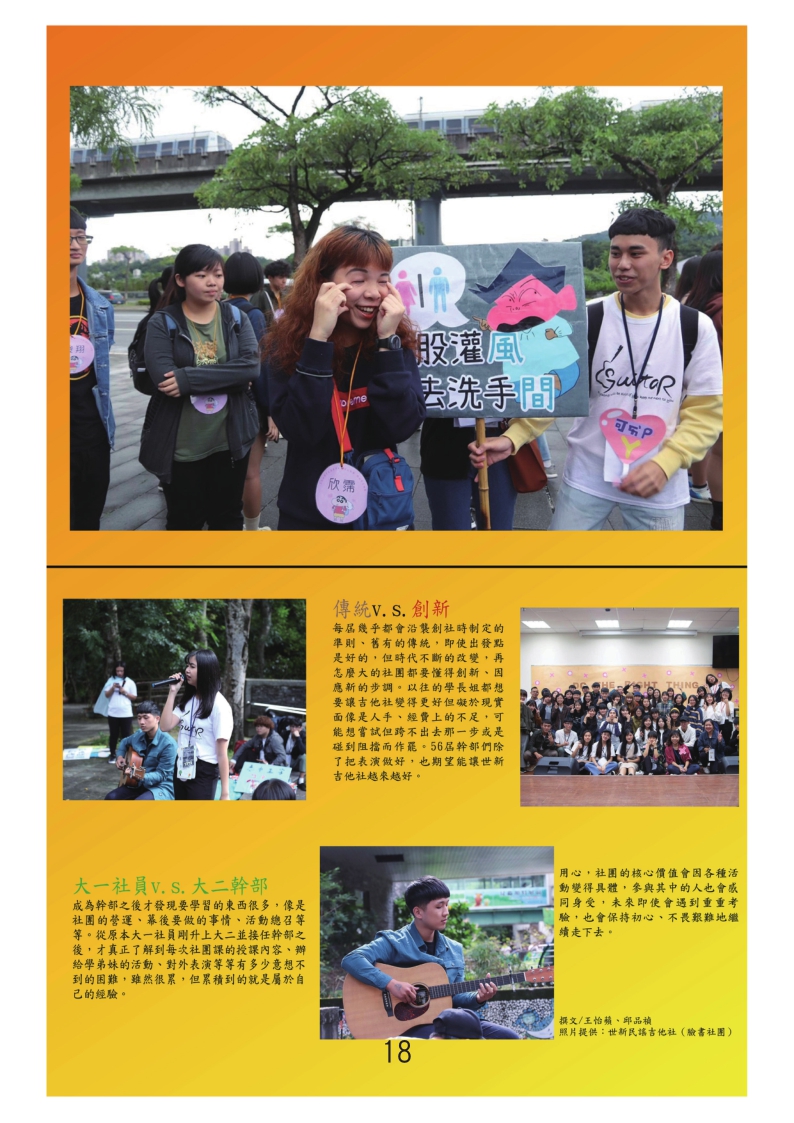 股灌風
去洗手間
欣霈
GuitaR
可ㄞP
Y
傳統v.s.創新
每屆幾乎都會沿襲創社時制定的
準則、舊有的傳統，即使出發點
是好的，但時代不斷的改變，再
怎麼大的社團都要懂得創新、因
應新的步調。以往的學長姐都想
要讓吉他社變得更好但礙於現實
面像是人手、經費上的不足，可
能想嘗試但跨不出去那一步或是
碰到阻擋而作罷。56屆幹部們除
了把表演做好，也期望能讓世新
吉他社越來越好。
THE RIGHT THING
大一社員v.s.大二幹部
成為幹部之後才發現要學習的東西很多，像是
社團的營運、幕後要做的事情、活動總召等
等。從原本大一社員剛升上大二並接任幹部之
後，才真正了解到每次社團課的授課內容、辦
給學弟妹的活動、對外表演等等有多少意想不
到的困難，雖然很累，但累積到的就是屬於自
己的經驗。
用心，社團的核心價值會因各種活
動變得具體，參與其中的人也會感
同身受，未來即使會遇到重重考
驗，也會保持初心、不畏艱難地繼
續走下去。
撰文/王怡蘋、邱品禎
照片提供：世新民謠吉他社（臉書社團）
18